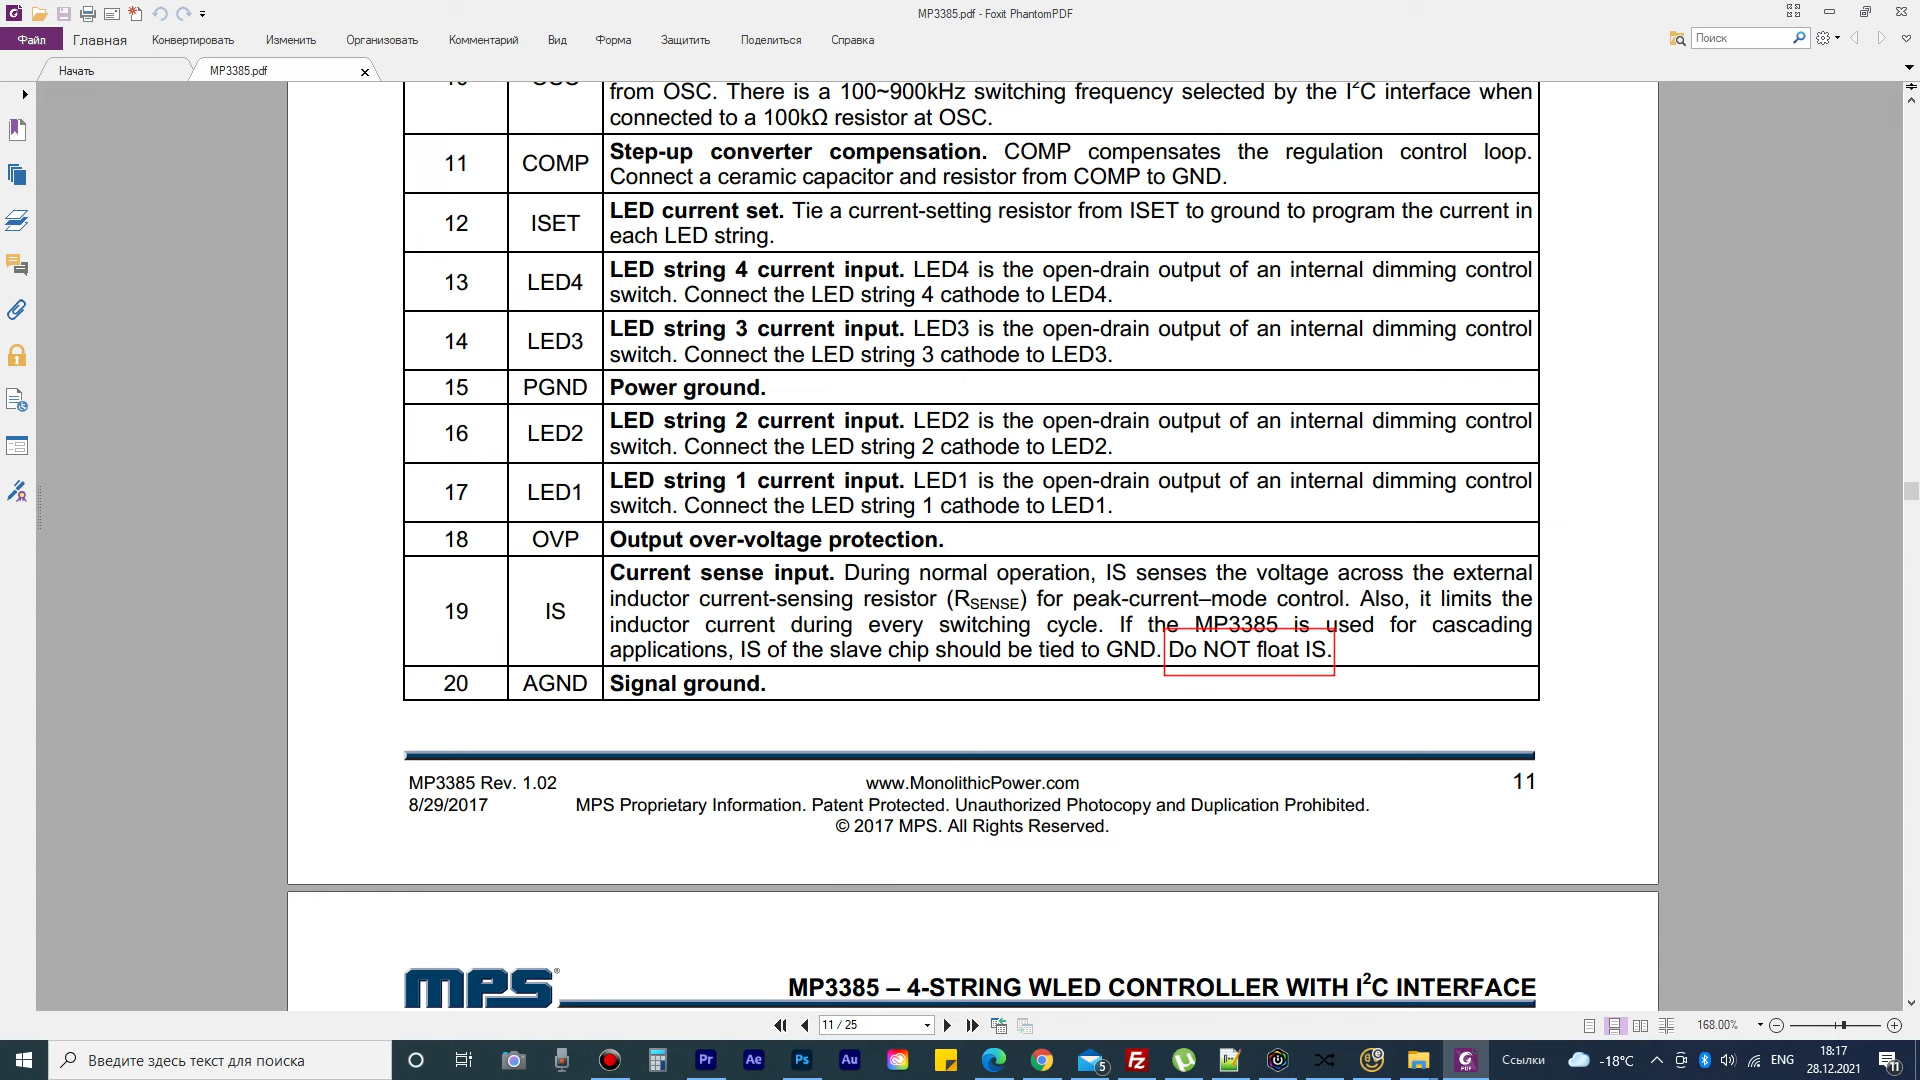 MP3385.pdf - Foxit PhantomPDF
Файл Главная Конвертировать Изменить Организовать Комментарий Вид Форма Защитить Поделиться Справка Поиск
Начать MP3385.pdf
from OSC. There is a 100~900kHz switching frequency selected by the I2C interface when
connected to a 100kΩ resistor at OSC.
11 COMP Step-up converter compensation. COMP compensates the regulation control loop.
Connect a ceramic capacitor and resistor from COMP to GND.
12 ISET LED current set. Tie a current-setting resistor from ISET to ground to program the current in
each LED string.
13 LED4 LED string 4 current input. LED4 is the open-drain output of an internal dimming control
switch. Connect the LED string 4 cathode to LED4.
14 LED3 LED string 3 current input. LED3 is the open-drain output of an internal dimming control
switch. Connect the LED string 3 cathode to LED3.
15 PGND Power ground.
16 LED2 LED string 2 current input. LED2 is the open-drain output of an internal dimming control
switch. Connect the LED string 2 cathode to LED2.
17 LED1 LED string 1 current input. LED1 is the open-drain output of an internal dimming control
switch. Connect the LED string 1 cathode to LED1.
18 OVP Output over-voltage protection.
19 IS Current sense input. During normal operation, IS senses the voltage across the external
inductor current-sensing resistor (RSENSE) for peak-current–mode control. Also, it limits the
inductor current during every switching cycle. If the MP3385 is used for cascading
applications, IS of the slave chip should be tied to GND. Do NOT float IS.
20 AGND Signal ground.
MP3385 Rev. 1.02 www.MonolithicPower.com 11
8/29/2017 MPS Proprietary Information. Patent Protected. Unauthorized Photocopy and Duplication Prohibited.
© 2017 MPS. All Rights Reserved.
mps® MP3385 – 4-STRING WLED CONTROLLER WITH I2C INTERFACE
11 / 25 168.00%
Введите здесь текст для поиска Pr Ae Ps Au 5 Fz PDF Ссылки -18°C ENG 18:17
28.12.2021 11